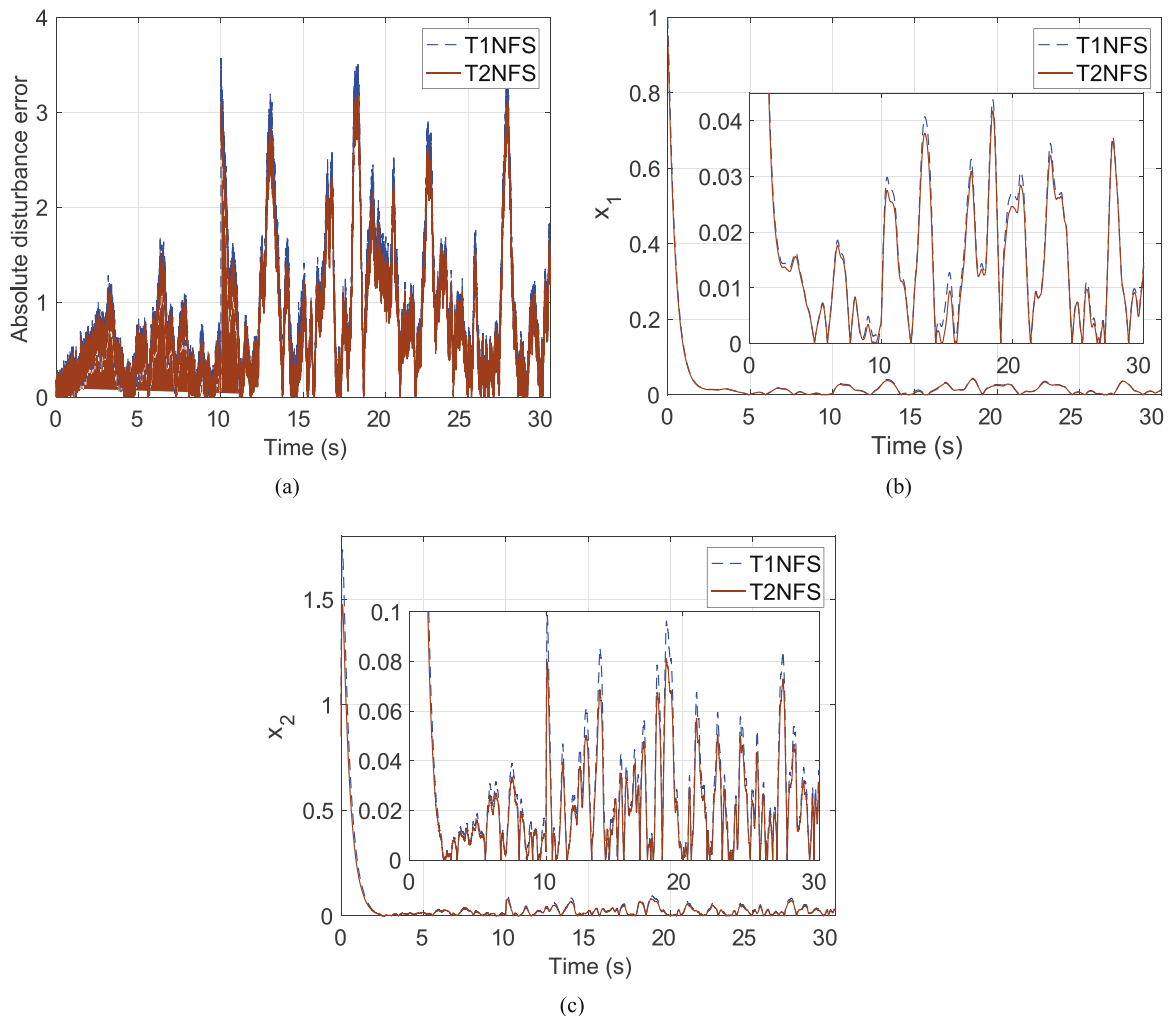 4
3
2
1
0
Absolute disturbance error
T1NFS
T2NFS
0 5 10 15 20 25 30
Time (s)
(a)
1
0.8
0.6
0.4
0.2
0
x1
T1NFS
T2NFS
0.04
0.03
0.02
0.01
0
0 10 20 30
0 5 10 15 20 25 30
Time (s)
(b)
1.5
1
0.5
0
x2
T1NFS
T2NFS
0.1
0.08
0.06
0.04
0.02
0
0 10 20 30
0 5 10 15 20 25 30
Time (s)
(c)